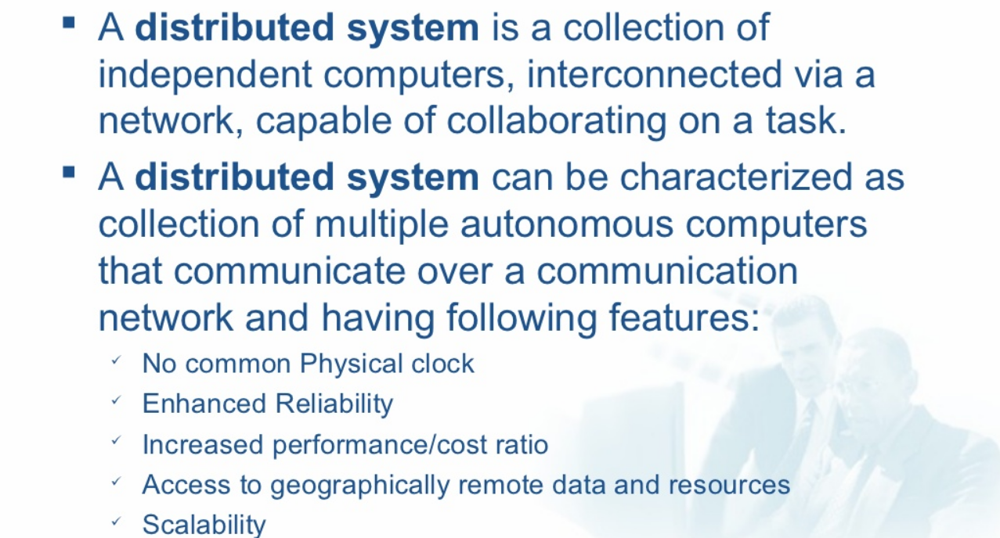 A distributed system is a collection of
independent computers, interconnected via a
network, capable of collaborating on a task.
A distributed system can be characterized as
collection of multiple autonomous computers
that communicate over a communication
network and having following features:
No common Physical clock
Enhanced Reliability
Increased performance/cost ratio
Access to geographically remote data and resources
Scalability